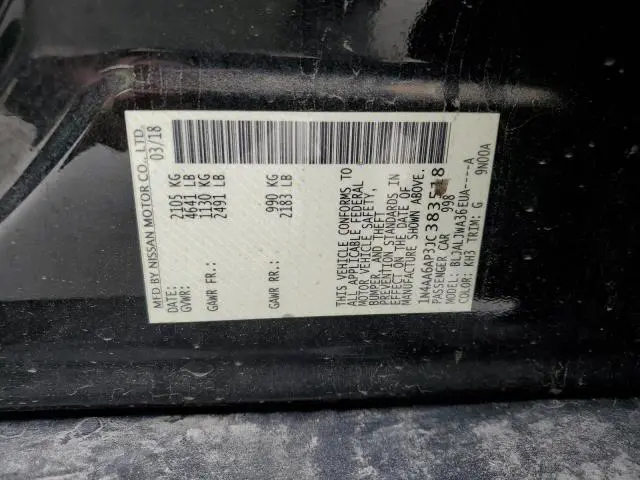 MFD BY NISSAN MOTOR CO., LTD.
03/18
GVWR: 2105 KG
4641 LB
GAWR FR: 1130 KG
2491 LB
GAWR RR: 990 KG
2183 LB
THIS VEHICLE CONFORMS TO
ALL APPLICABLE FEDERAL
MOTOR VEHICLE SAFETY,
BUMPER, AND THEFT
PREVENTION STANDARDS IN
EFFECT ON THE DATE OF
MANUFACTURE SHOWN ABOVE.
1N4AA6AP3JC383518
PASSENGER CAR 998
MODEL: BL3ALJWA36EUA-----A
COLOR: KH3 TRIM: G 9N00A